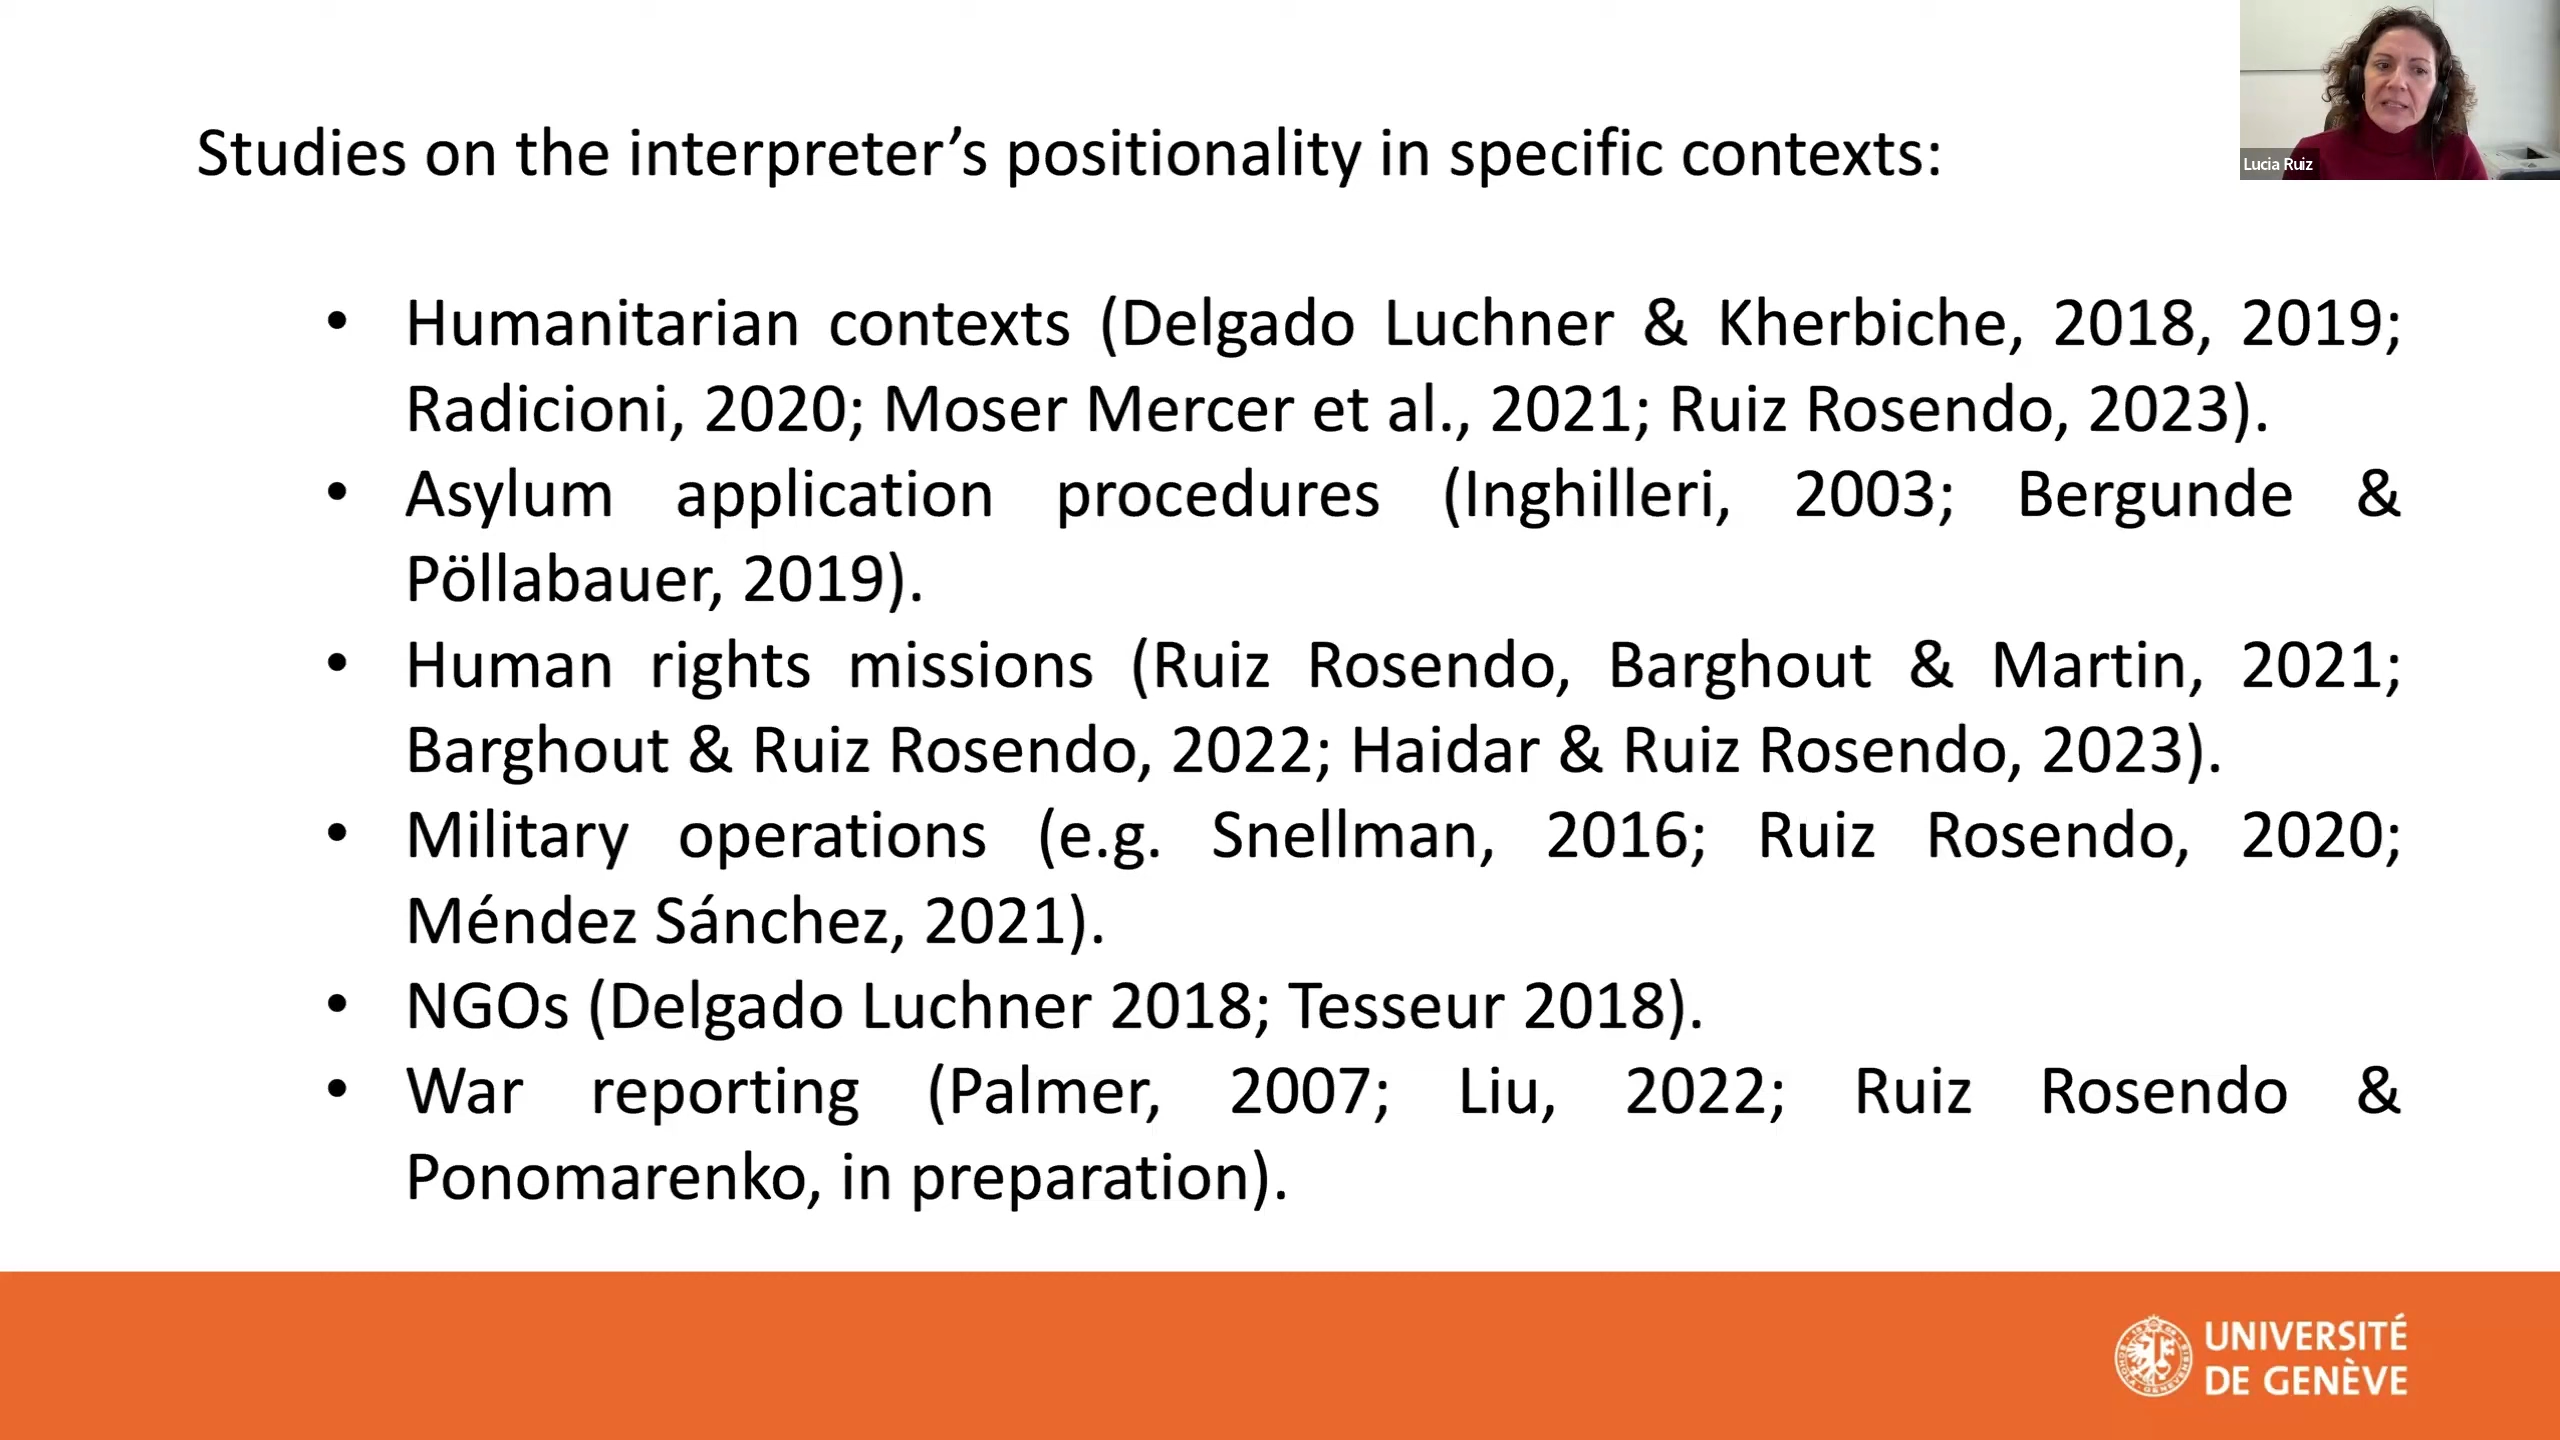 Studies on the interpreter’s positionality in specific contexts:
Lucia Ruiz
• Humanitarian contexts (Delgado Luchner & Kherbiche, 2018, 2019;
Radicioni, 2020; Moser Mercer et al., 2021; Ruiz Rosendo, 2023).
• Asylum application procedures (Inghilleri, 2003; Bergunde &
Pöllabauer, 2019).
• Human rights missions (Ruiz Rosendo, Barghout & Martin, 2021;
Barghout & Ruiz Rosendo, 2022; Haidar & Ruiz Rosendo, 2023).
• Military operations (e.g. Snellman, 2016; Ruiz Rosendo, 2020;
Méndez Sánchez, 2021).
• NGOs (Delgado Luchner 2018; Tesseur 2018).
• War reporting (Palmer, 2007; Liu, 2022; Ruiz Rosendo &
Ponomarenko, in preparation).
UNIVERSITÉ
DE GENÈVE